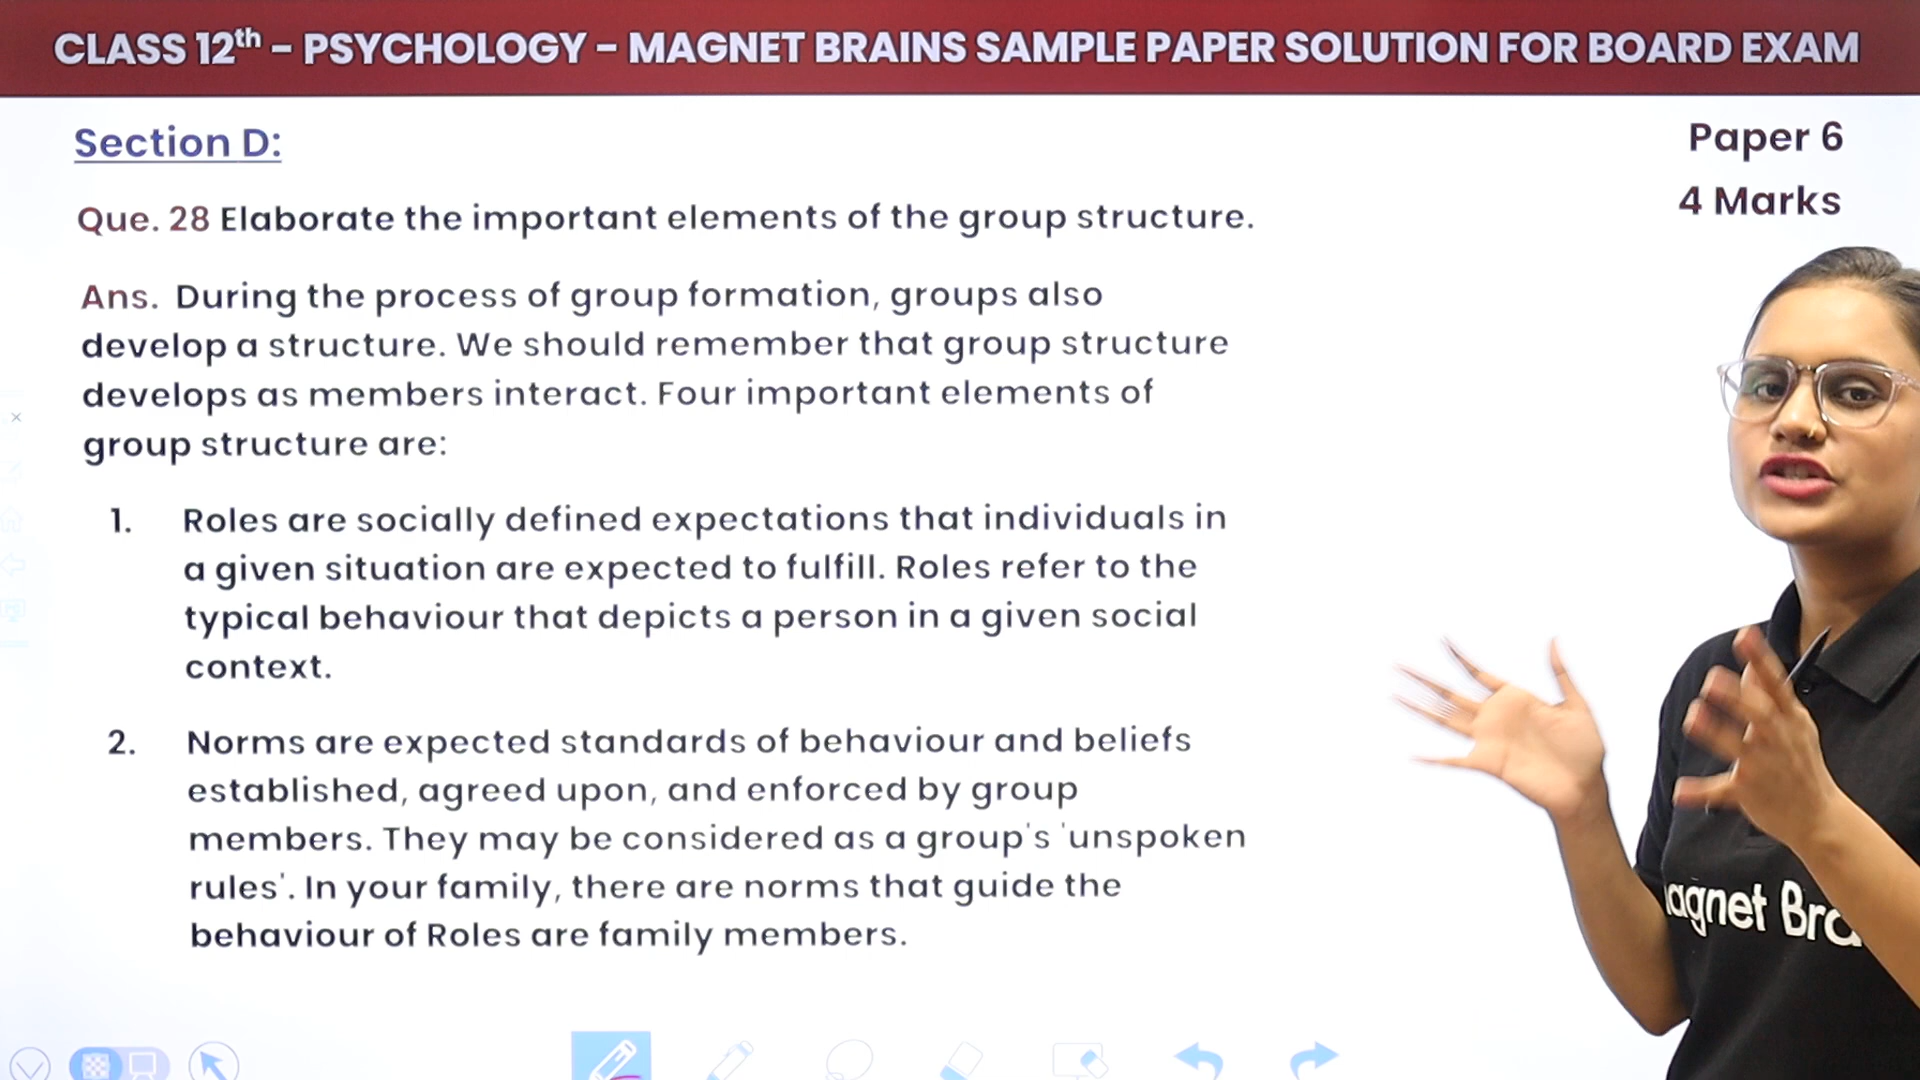 CLASS 12th – PSYCHOLOGY – MAGNET BRAINS SAMPLE PAPER SOLUTION FOR BOARD EXAM
Section D:
Paper 6
4 Marks
Que. 28 Elaborate the important elements of the group structure.
Ans. During the process of group formation, groups also
develop a structure. We should remember that group structure
develops as members interact. Four important elements of
group structure are:
1. Roles are socially defined expectations that individuals in
a given situation are expected to fulfill. Roles refer to the
typical behaviour that depicts a person in a given social
context.
2. Norms are expected standards of behaviour and beliefs
established, agreed upon, and enforced by group
members. They may be considered as a group's 'unspoken
rules'. In your family, there are norms that guide the
behaviour of Roles are family members.
agnet Bra